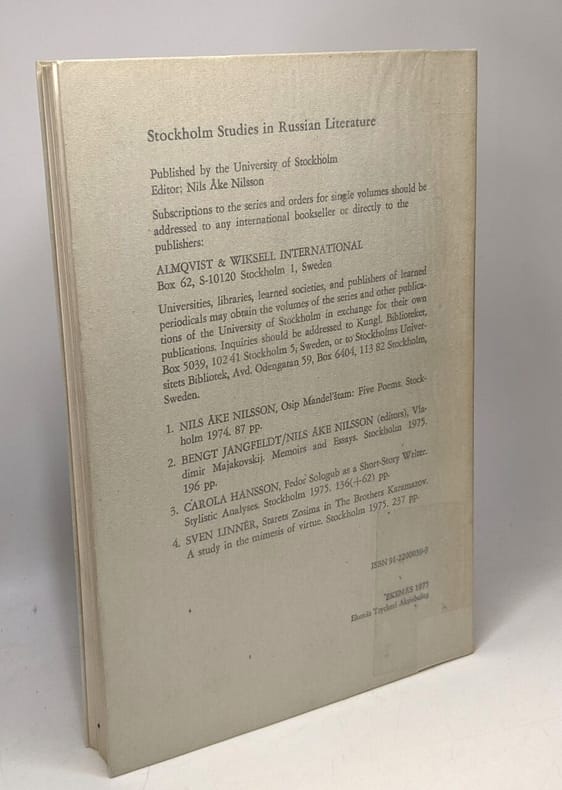 Stockholm Studies in Russian Literature
Published by the University of Stockholm
Editor: Nils Åke Nilsson
Subscriptions to the series and orders for single volumes should be
addressed to any international bookseller or directly to the
publishers:
ALMQVIST & WIKSELL INTERNATIONAL
Box 62, S-10120 Stockholm 1, Sweden
Universities, libraries, learned societies, and publishers of learned
periodicals may obtain the volumes of the series and other publica-
tions of the University of Stockholm in exchange for their own
publications. Inquiries should be addressed to Kungl. Biblioteket,
Box 5039, 102 41 Stockholm 5, Sweden, or to Stockholms Univer-
sitets Bibliotek, Avd. Odengatan 59, Box 6404, 113 82 Stockholm,
Sweden.
1. NILS ÅKE NILSSON, Osip Mandel'štam: Five Poems. Stock-
holm 1974. 87 pp.
2. BENGT JANGFELDT/NILS ÅKE NILSSON (editors), Vla-
dimir Majakovskij. Memoirs and Essays. Stockholm 1975.
196 pp.
3. CAROLA HANSSON, Fedor Sologub as a Short-Story Writer.
Stylistic Analyses. Stockholm 1975. 136(+62) pp.
4. SVEN LINNÉR, Starets Zosima in The Brothers Karamazov.
A study in the mimesis of virtue. Stockholm 1975. 237 pp.
EKENÄS 1975
Ekenäs Tryckeri Aktiebolag